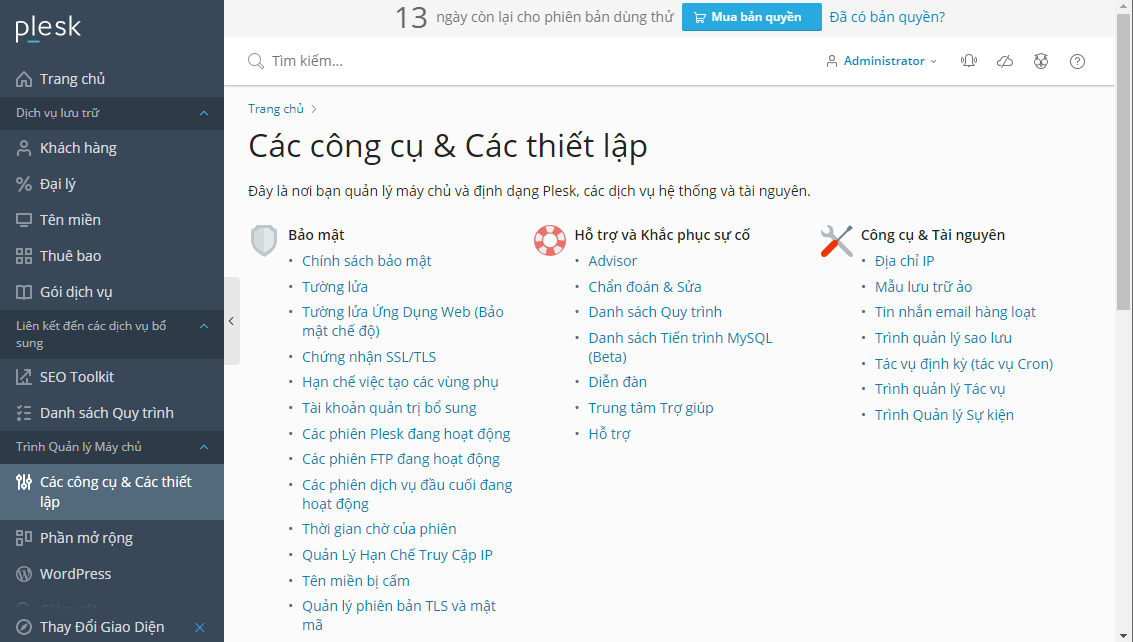 plesk
Trang chủ
Dịch vụ lưu trữ
Khách hàng
Đại lý
Tên miền
Thuê bao
Gói dịch vụ
Liên kết đến các dịch vụ bổ
sung
SEO Toolkit
Danh sách Quy trình
Trình Quản lý Máy chủ
Các công cụ & Các thiết
lập
Phần mở rộng
WordPress
Thay Đổi Giao Diện
13 ngày còn lại cho phiên bản dùng thử Mua bản quyền Đã có bản quyền?
Tìm kiếm... Administrator
Trang chủ
Các công cụ & Các thiết lập
Đây là nơi bạn quản lý máy chủ và định dạng Plesk, các dịch vụ hệ thống và tài nguyên.
Bảo mật
Chính sách bảo mật
Tường lửa
Tường lửa Ứng Dụng Web (Bảo
mật chế độ)
Chứng nhận SSL/TLS
Hạn chế việc tạo các vùng phụ
Tài khoản quản trị bổ sung
Các phiên Plesk đang hoạt động
Các phiên FTP đang hoạt động
Các phiên dịch vụ đầu cuối đang
hoạt động
Thời gian chờ của phiên
Quản Lý Hạn Chế Truy Cập IP
Tên miền bị cấm
Quản lý phiên bản TLS và mật
mã
Hỗ trợ và Khắc phục sự cố
Advisor
Chẩn đoán & Sửa
Danh sách Quy trình
Danh sách Tiến trình MySQL
(Beta)
Diễn đàn
Trung tâm Trợ giúp
Hỗ trợ
Công cụ & Tài nguyên
Địa chỉ IP
Mẫu lưu trữ ảo
Tin nhắn email hàng loạt
Trình quản lý sao lưu
Tác vụ định kỳ (tác vụ Cron)
Trình quản lý Tác vụ
Trình Quản lý Sự kiện